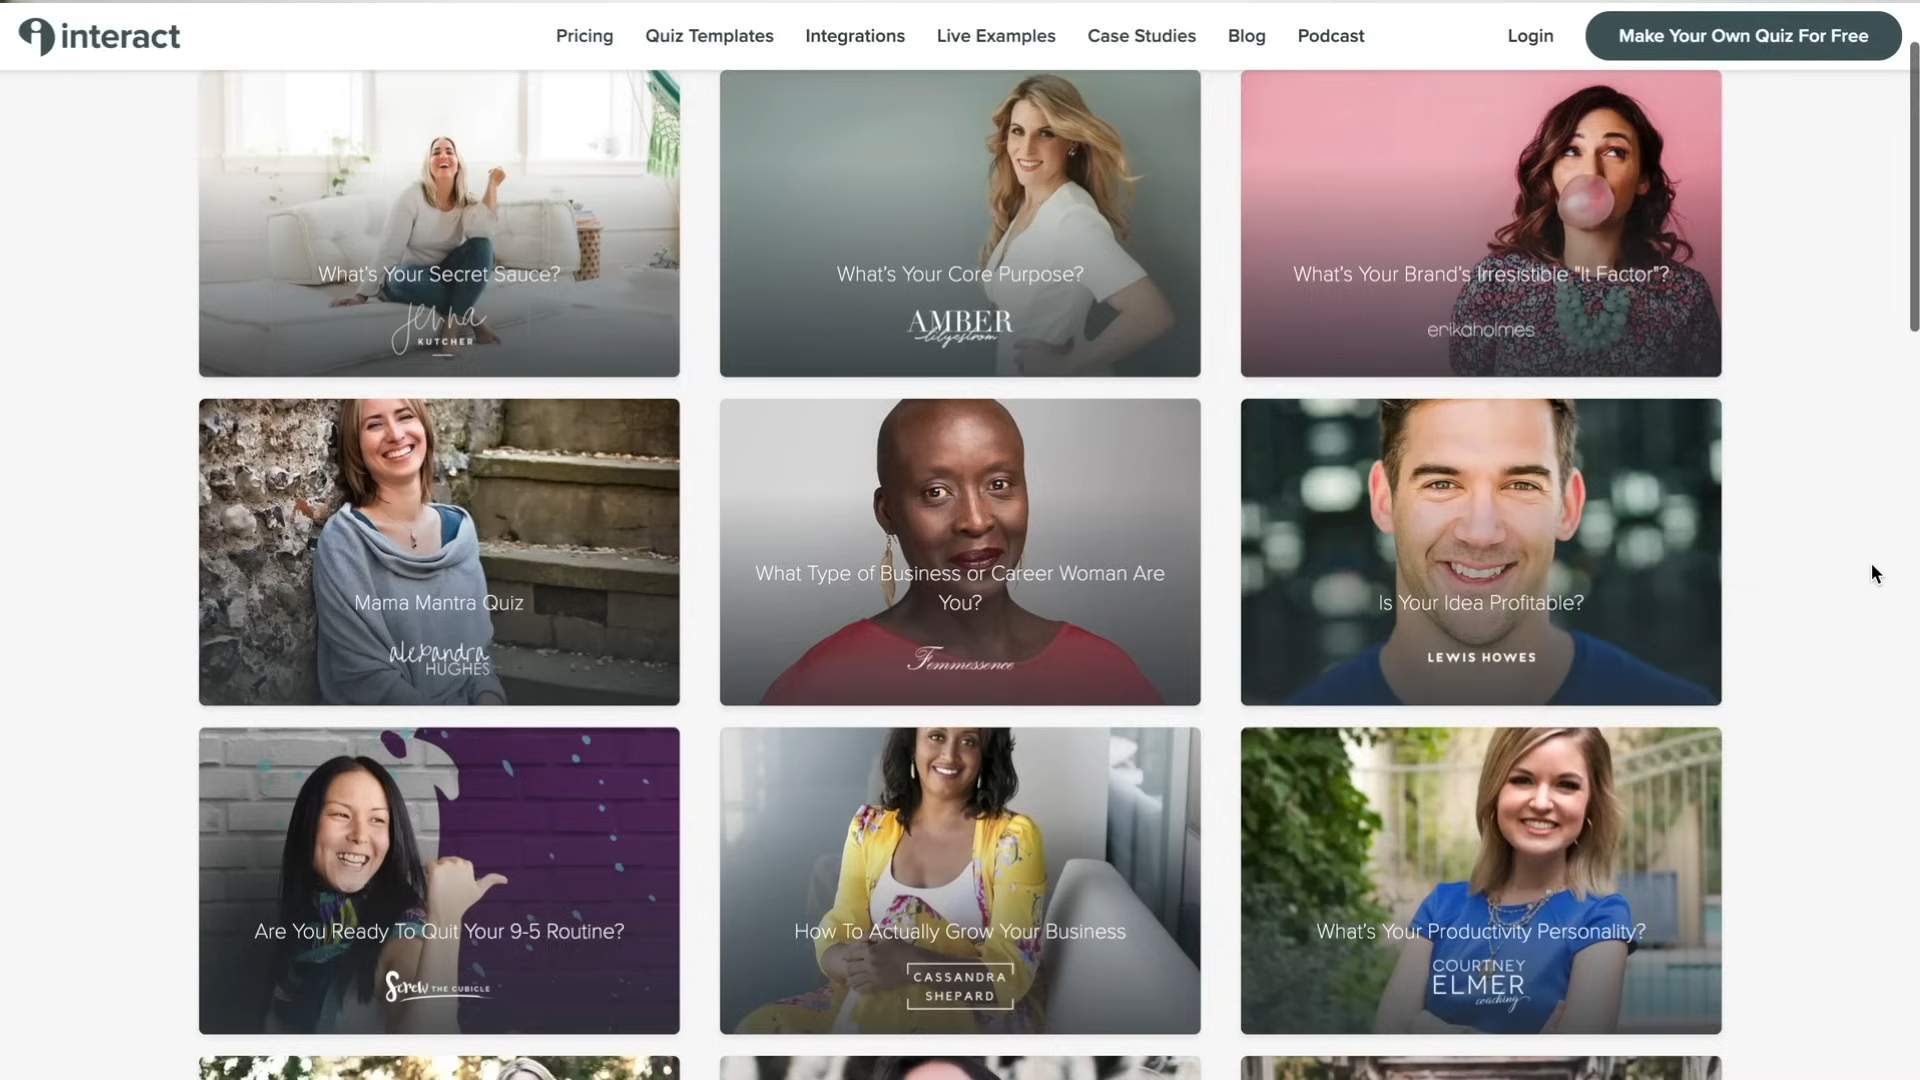 interact
Pricing
Quiz Templates
Integrations
Live Examples
Case Studies
Blog
Podcast
Login
Make Your Own Quiz For Free
What's Your Secret Sauce?
Jenna
KUTCHER
What's Your Core Purpose?
AMBER
lilyestrom
What's Your Brand's Irresistible "It Factor"?
erikaholmes
Mama Mantra Quiz
alexandra
HUGHES
What Type of Business or Career Woman Are
You?
Femmessence
Is Your Idea Profitable?
LEWIS HOWES
Are You Ready To Quit Your 9-5 Routine?
Screw THE CUBICLE
How To Actually Grow Your Business
CASSANDRA
SHEPARD
What's Your Productivity Personality?
COURTNEY
ELMER
coaching